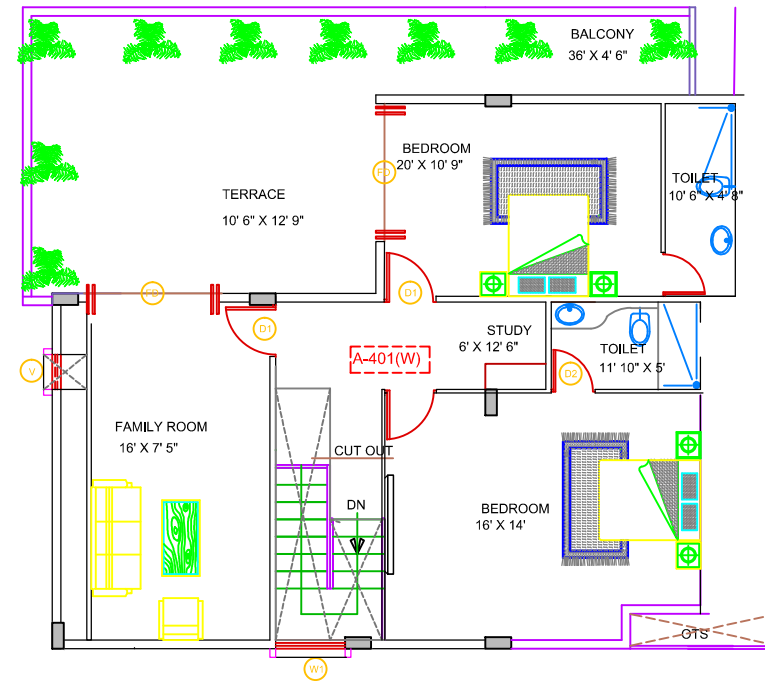 BALCONY
36' X 4' 6"
BEDROOM
20' X 10' 9"
FD
TOILET
10' 6" X 4' 8"
TERRACE
10' 6" X 12' 9"
FD
D1
D1
STUDY
6' X 12' 6"
A-401(W)
TOILET
11' 10" X 5'
V
D2
FAMILY ROOM
16' X 7' 5"
CUT OUT
DN
BEDROOM
16' X 14'
OTS
W1